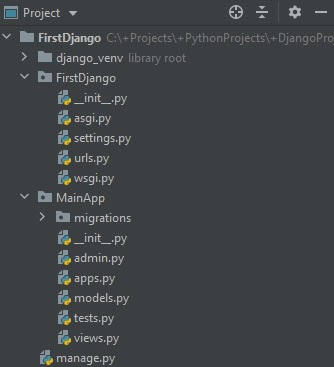 Project
FirstDjango C:\+Projects\+PythonProjects\+DjangoPro
django_venv library root
FirstDjango
__init__.py
asgi.py
settings.py
urls.py
wsgi.py
MainApp
migrations
__init__.py
admin.py
apps.py
models.py
tests.py
views.py
manage.py